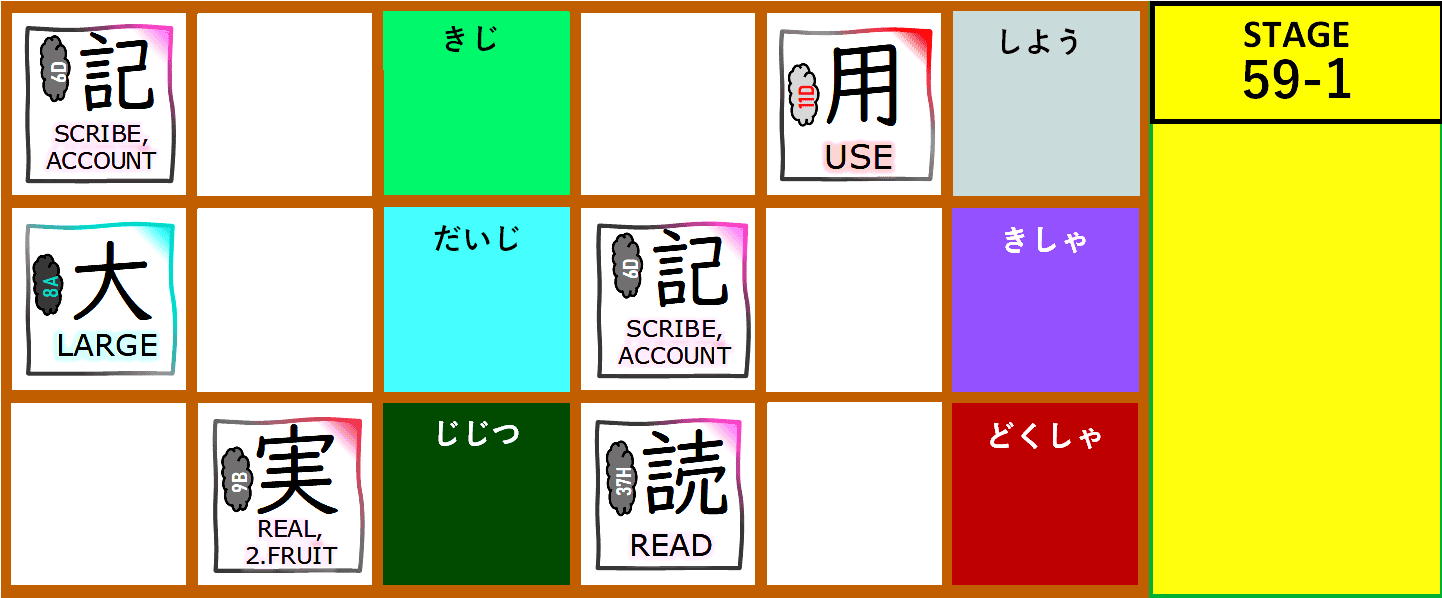 6D
記
SCRIBE,
ACCOUNT
きじ
11D
用
USE
しよう
STAGE
59-1
8A
大
LARGE
だいじ
6D
記
SCRIBE,
ACCOUNT
きしゃ
9B
実
REAL,
2.FRUIT
じじつ
37H
読
READ
どくしゃ